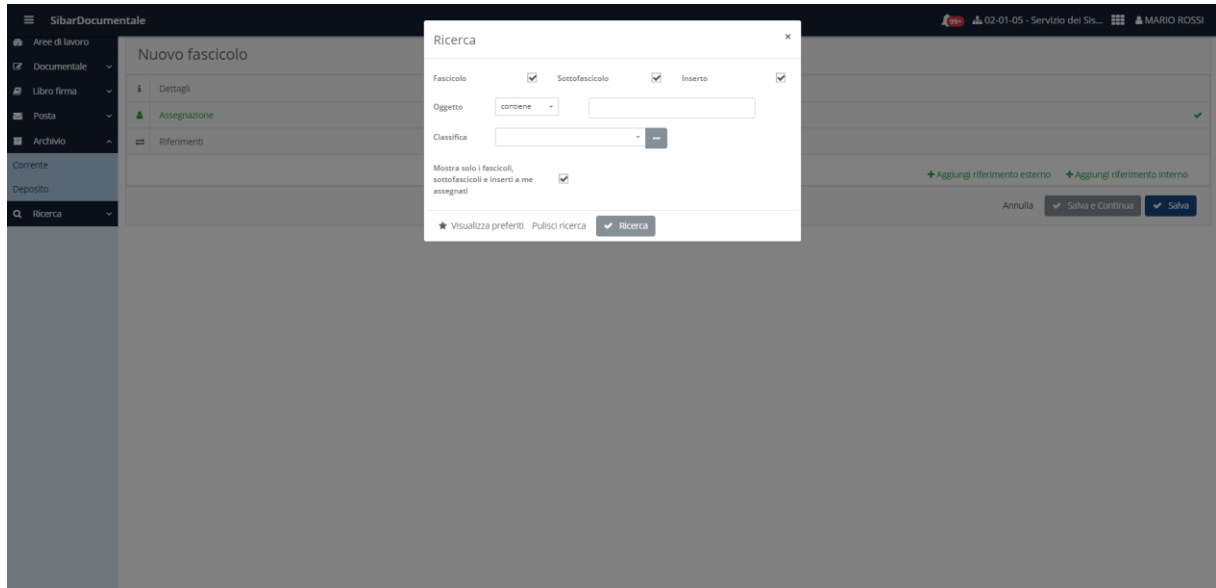 SibarDocumentale
99+ 02-01-05 - Servizio dei Sis... MARIO ROSSI
Aree di lavoro
Documentale
Libro firma
Posta
Archivio
Corrente
Deposito
Ricerca
Nuovo fascicolo
i Dettagli
Assegnazione
Riferimenti
+ Aggiungi riferimento esterno + Aggiungi riferimento interno
Annulla Salva e Continua Salva
Ricerca ×
Fascicolo Sottofascicolo Inserto
Oggetto contiene
Classifica ...
Mostra solo i fascicoli,
sottofascicoli e inserti a me
assegnati
Visualizza preferiti Pulisci ricerca Ricerca